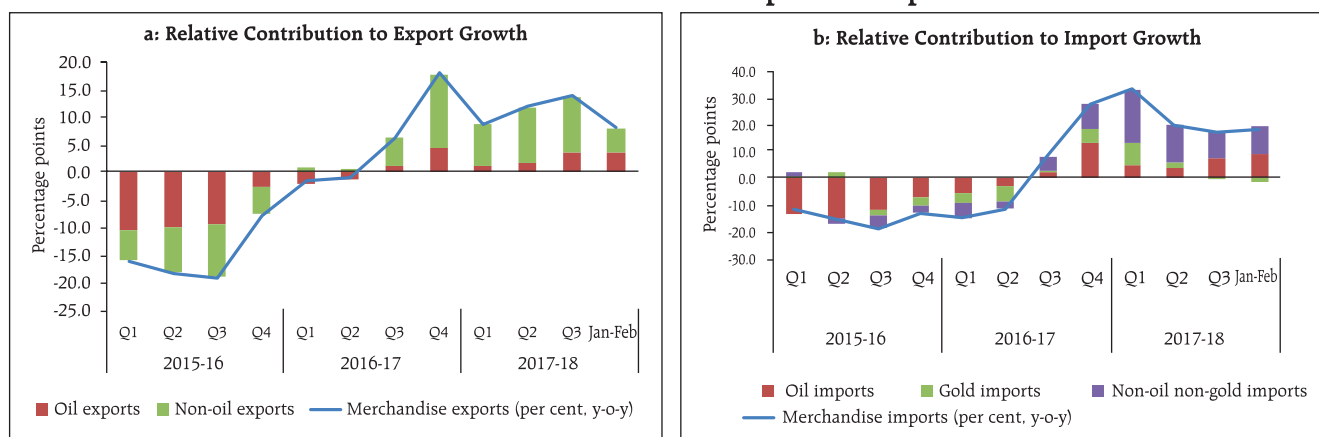 a: Relative Contribution to Export Growth
Percentage points
20.0
15.0
10.0
5.0
0.0
-5.0
-10.0
-15.0
-20.0
-25.0
Q1 Q2 Q3 Q4 Q1 Q2 Q3 Q4 Q1 Q2 Q3 Jan-Feb
2015-16 2016-17 2017-18
Oil exports Non-oil exports Merchandise exports (per cent, y-o-y)
b: Relative Contribution to Import Growth
Percentage points
40.0
30.0
20.0
10.0
0.0
-10.0
-20.0
-30.0
Q1 Q2 Q3 Q4 Q1 Q2 Q3 Q4 Q1 Q2 Q3 Jan-Feb
2015-16 2016-17 2017-18
Oil imports Gold imports Non-oil non-gold imports
Merchandise imports (per cent, y-o-y)